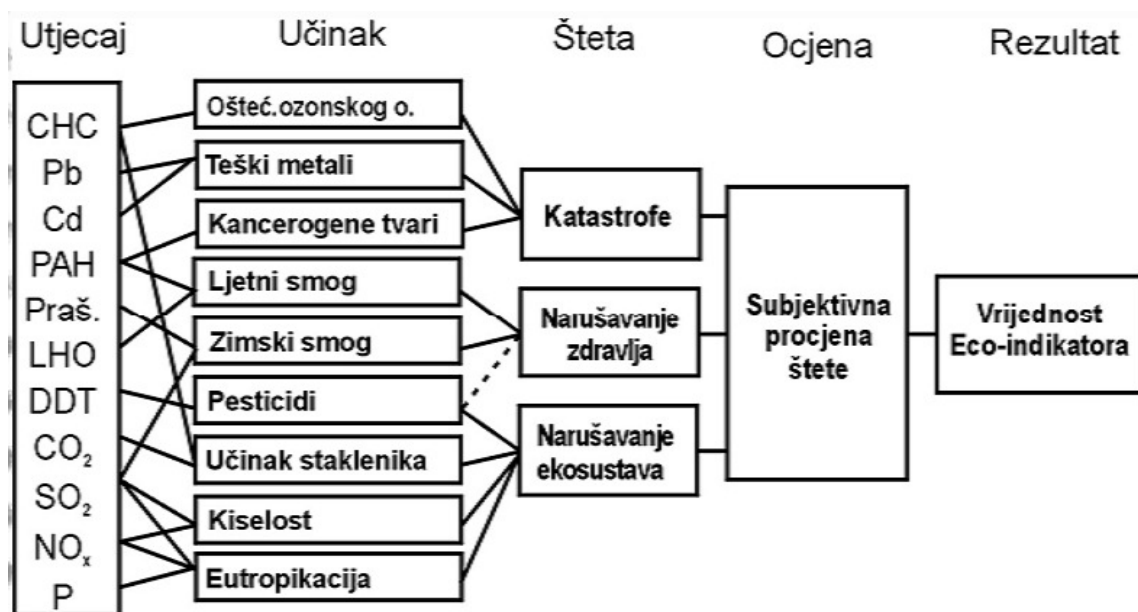 Utjecaj
Učinak
Šteta
Ocjena
Rezultat
CHC
Pb
Cd
PAH
Praš.
LHO
DDT
CO₂
SO₂
NOₓ
P
Ošteć.ozonskog o.
Teški metali
Kancerogene tvari
Ljetni smog
Zimski smog
Pesticidi
Učinak staklenika
Kiselost
Eutropikacija
Katastrofe
Narušavanje
zdravlja
Narušavanje
ekosustava
Subjektivna
procjena
štete
Vrijednost
Eco-indikatora